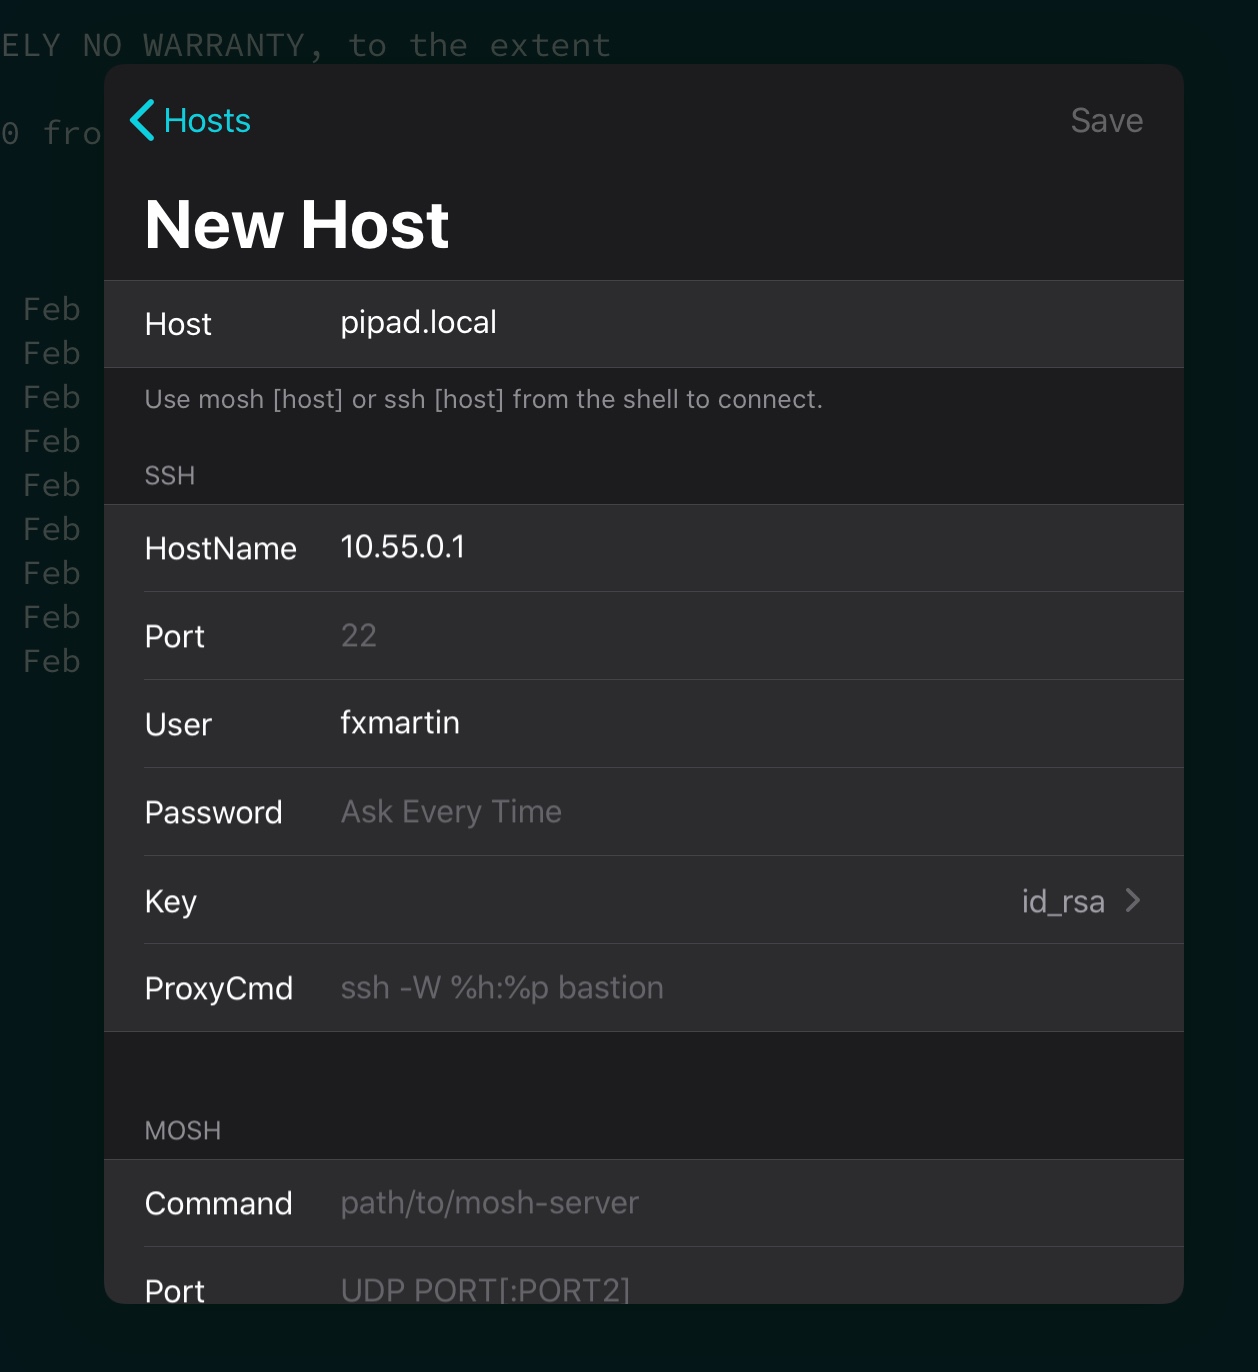 ELY NO WARRANTY, to the extent
0 fro
Hosts
Save
New Host
Host pipad.local
Use mosh [host] or ssh [host] from the shell to connect.
SSH
HostName 10.55.0.1
Port 22
User fxmartin
Password Ask Every Time
Key id_rsa
ProxyCmd ssh -W %h:%p bastion
MOSH
Command path/to/mosh-server
Port UDP PORT[:PORT2]
Feb
Feb
Feb
Feb
Feb
Feb
Feb
Feb
Feb